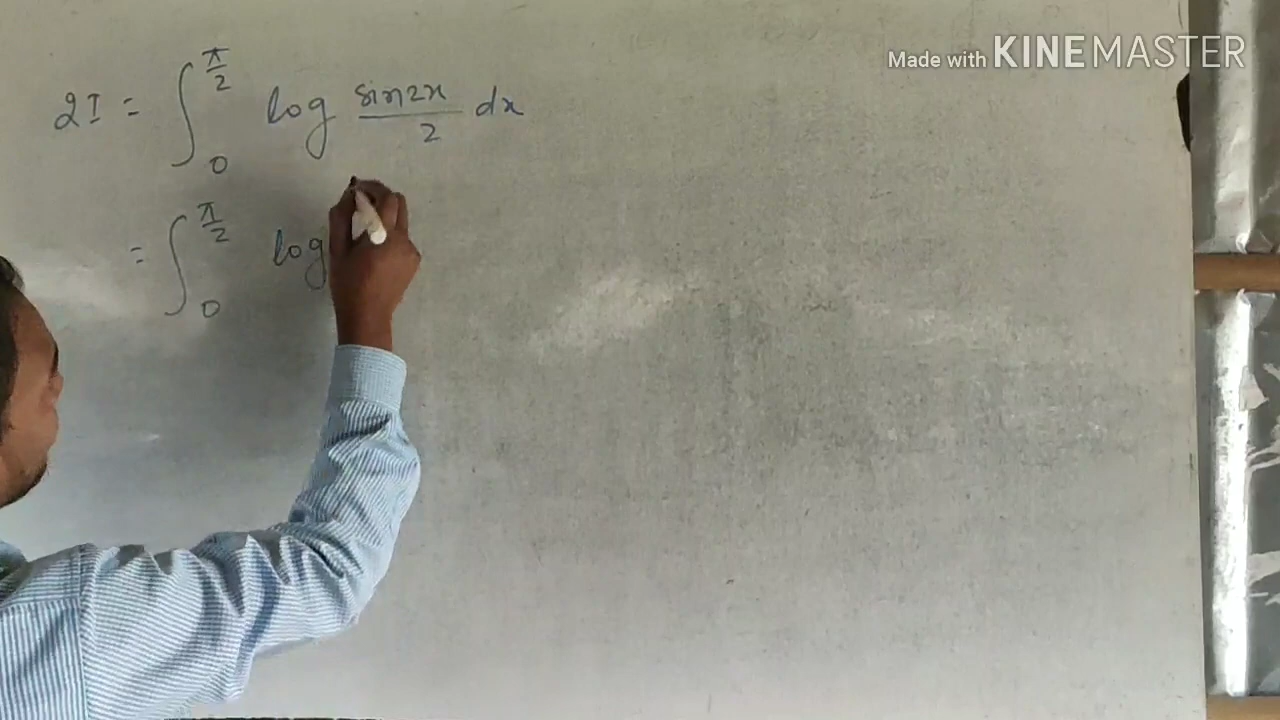 Made with KINEMASTER
2I = ∫₀^(π/2) log (sin2x)/2 dx
= ∫₀^(π/2) log